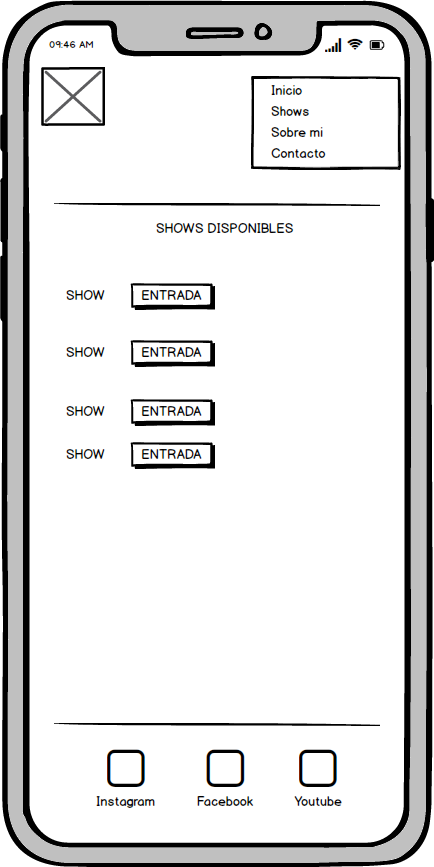 09:46 AM
Inicio
Shows
Sobre mi
Contacto
SHOWS DISPONIBLES
SHOW ENTRADA
SHOW ENTRADA
SHOW ENTRADA
SHOW ENTRADA
Instagram Facebook Youtube